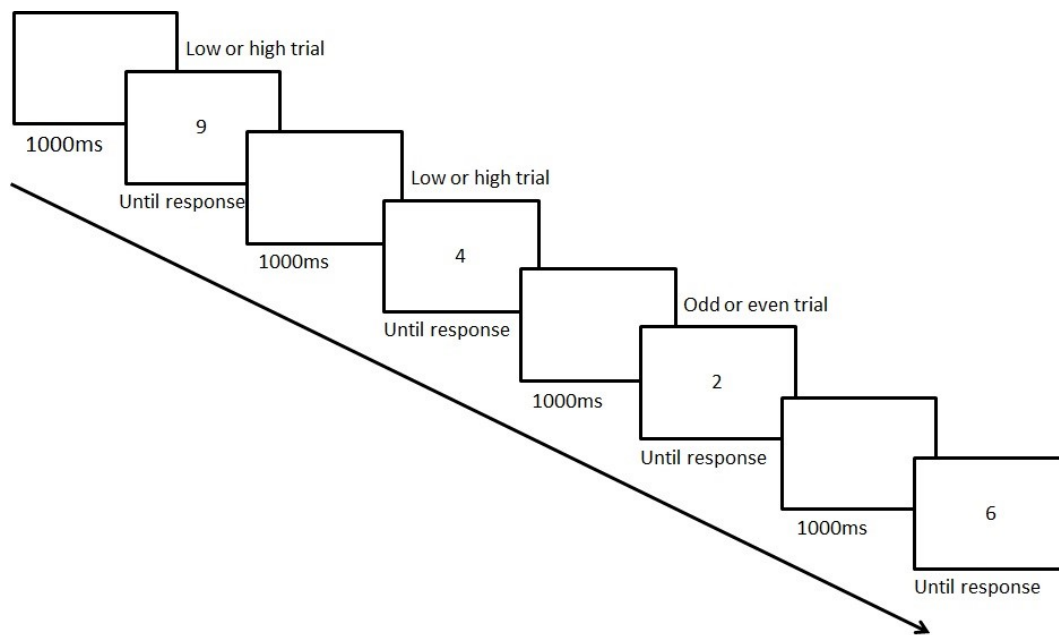 Low or high trial
9
1000ms
Until response
Low or high trial
1000ms
4
Until response
Odd or even trial
1000ms
2
Until response
1000ms
6
Until response